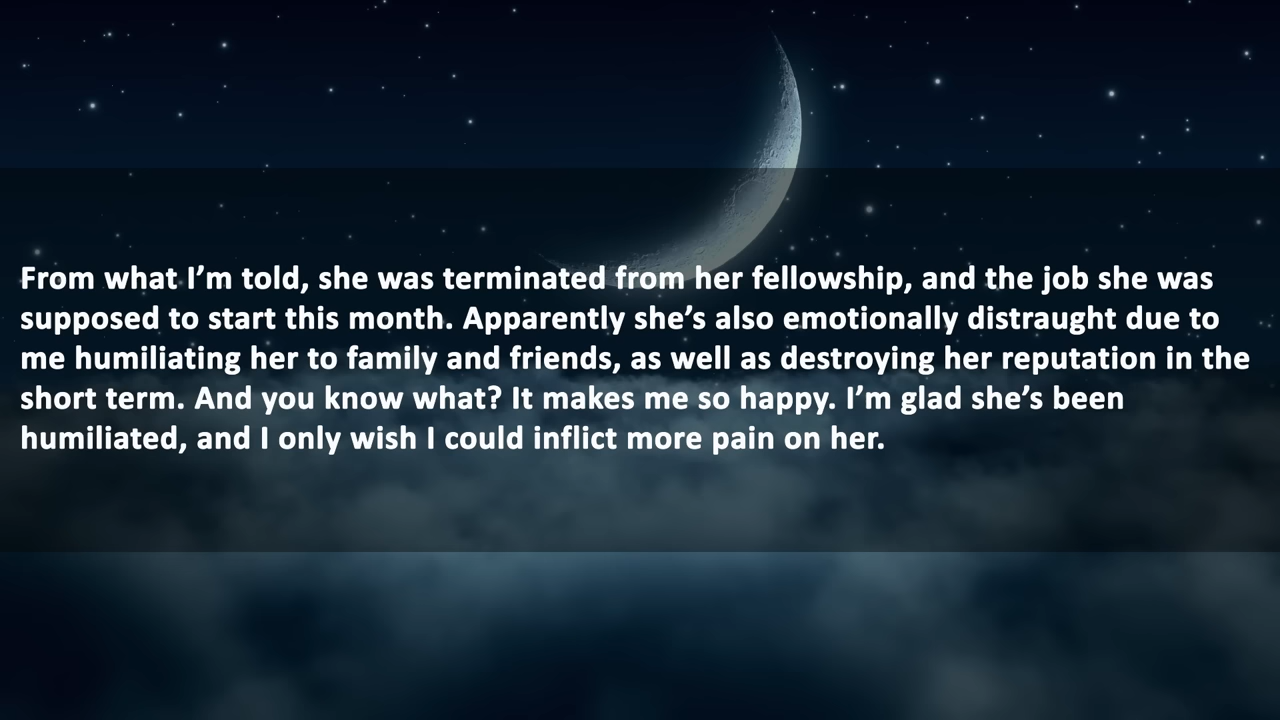 From what I’m told, she was terminated from her fellowship, and the job she was
supposed to start this month. Apparently she’s also emotionally distraught due to
me humiliating her to family and friends, as well as destroying her reputation in the
short term. And you know what? It makes me so happy. I’m glad she’s been
humiliated, and I only wish I could inflict more pain on her.